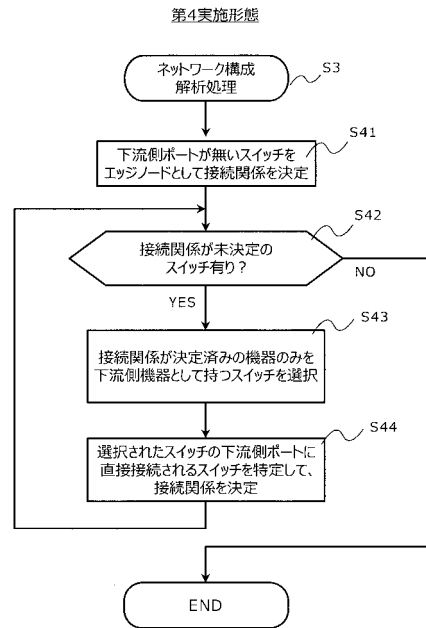 第4実施形態
ネットワーク構成
解析処理
S3
S41
下流側ポートが無いスイッチを
エッジノードとして接続関係を決定
S42
接続関係が未決定の
スイッチ有り？
NO
YES
S43
接続関係が決定済みの機器のみを
下流側機器として持つスイッチを選択
S44
選択されたスイッチの下流側ポートに
直接接続されるスイッチを特定して、
接続関係を決定
END